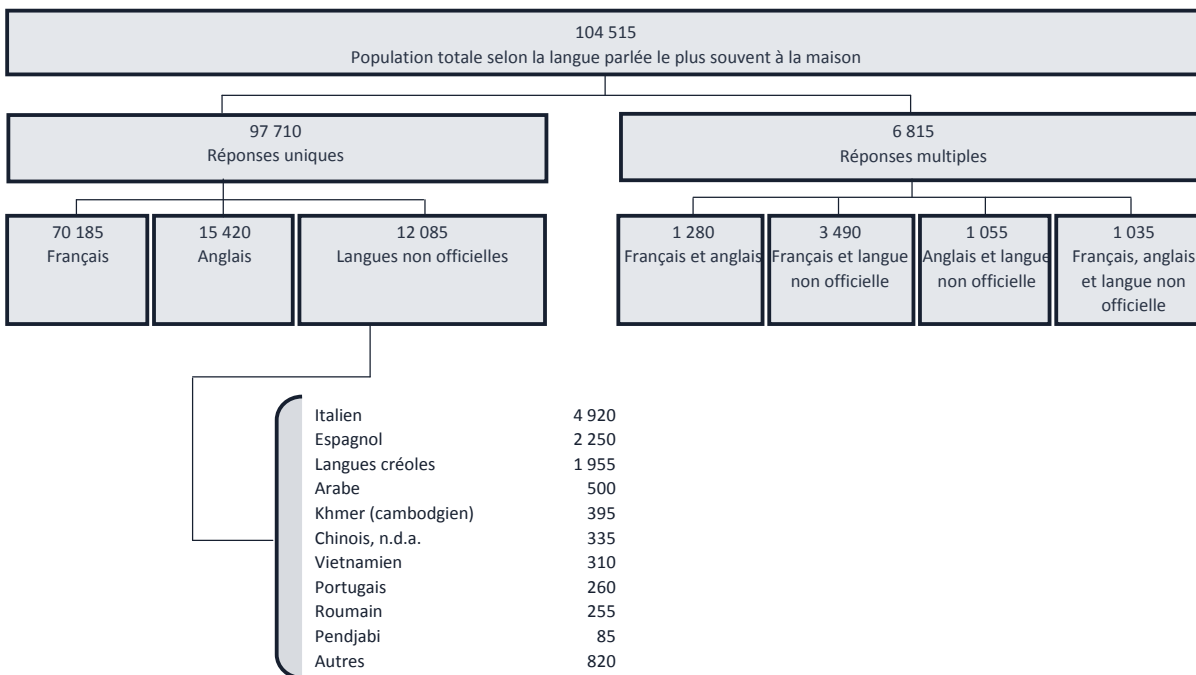 104 515
Population totale selon la langue parlée le plus souvent à la maison
97 710
Réponses uniques
6 815
Réponses multiples
70 185
Français
15 420
Anglais
12 085
Langues non officielles
1 280
Français et anglais
3 490
Français et langue
non officielle
1 055
Anglais et langue
non officielle
1 035
Français, anglais
et langue non
officielle
Italien 4 920
Espagnol 2 250
Langues créoles 1 955
Arabe 500
Khmer (cambodgien) 395
Chinois, n.d.a. 335
Vietnamien 310
Portugais 260
Roumain 255
Pendjabi 85
Autres 820